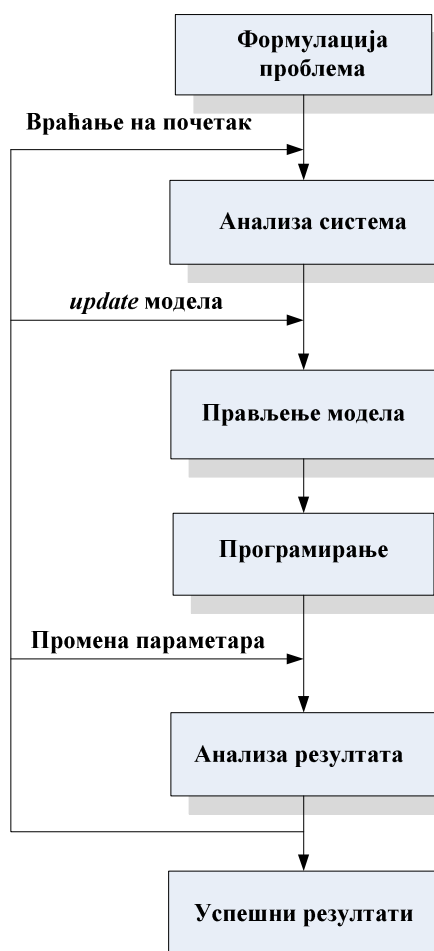 Формулација
проблема
Враћање на почетак
Анализа система
update модела
Прављење модела
Програмирање
Промена параметара
Анализа резултата
Успешни резултати